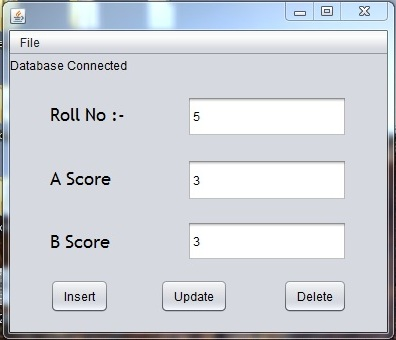 File
Database Connected
Roll No :- 5
A Score 3
B Score 3
Insert Update Delete